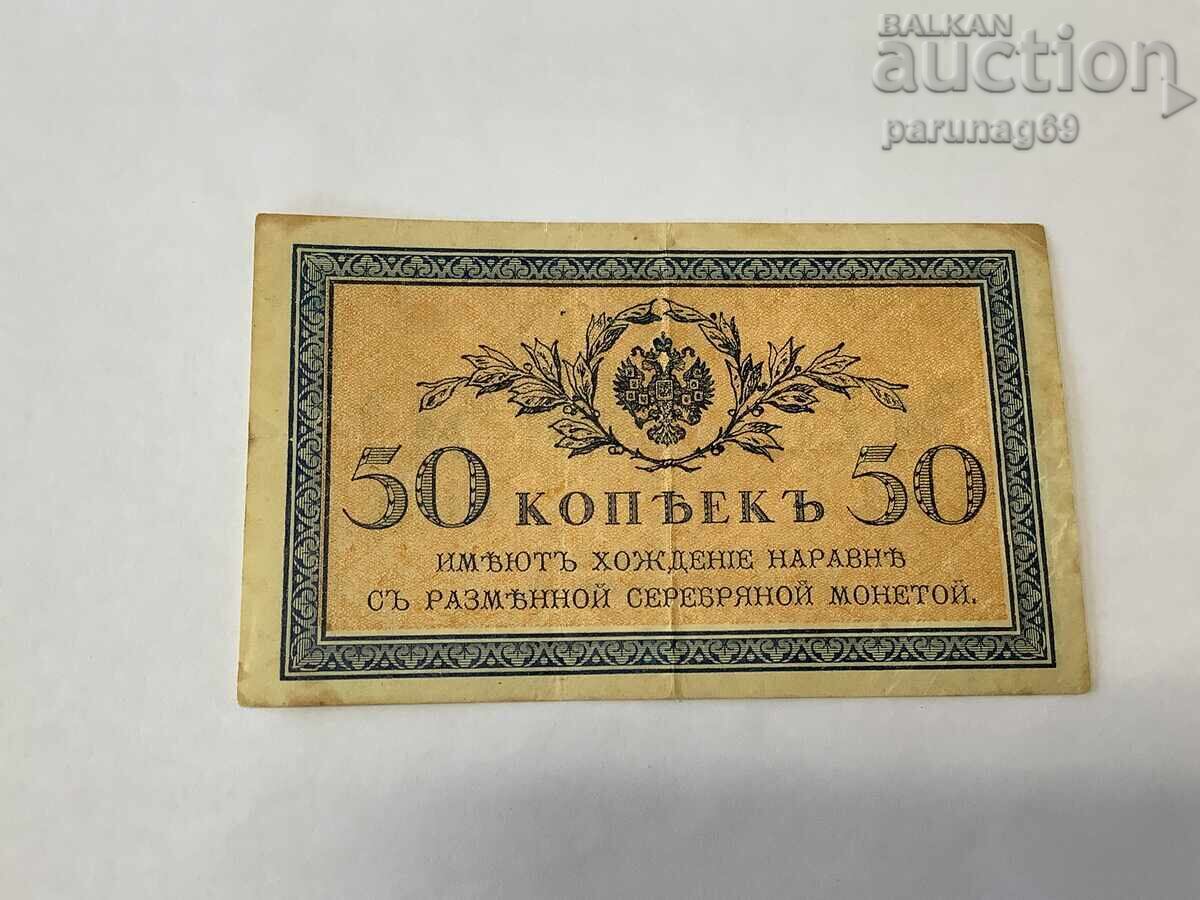 BALKAN
auction
parunag69
50 КОПѢЕКЪ 50
ИМѢЮТЪ ХОЖДЕНІЕ НАРАВНѢ
СЪ РАЗМѢННОЙ СЕРЕБРЯНОЙ МОНЕТОЙ.